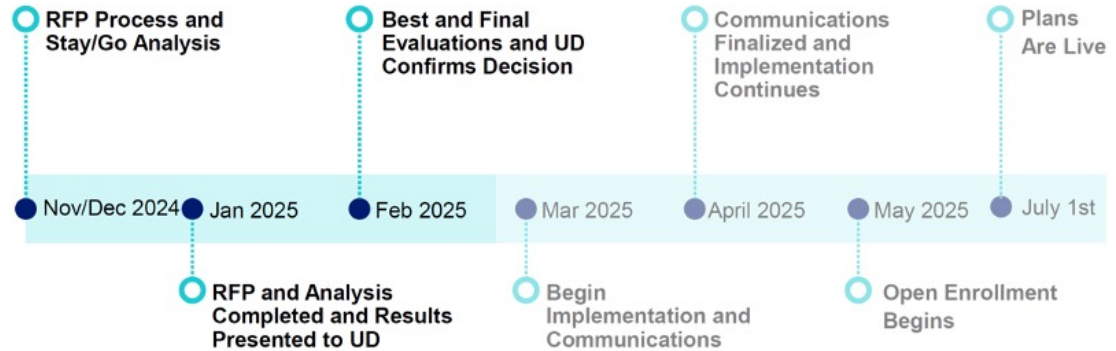 RFP Process and
Stay/Go Analysis
Best and Final
Evaluations and UD
Confirms Decision
Communications
Finalized and
Implementation
Continues
Plans
Are Live
Nov/Dec 2024
Jan 2025
Feb 2025
Mar 2025
April 2025
May 2025
July 1st
RFP and Analysis
Completed and Results
Presented to UD
Begin
Implementation and
Communications
Open Enrollment
Begins